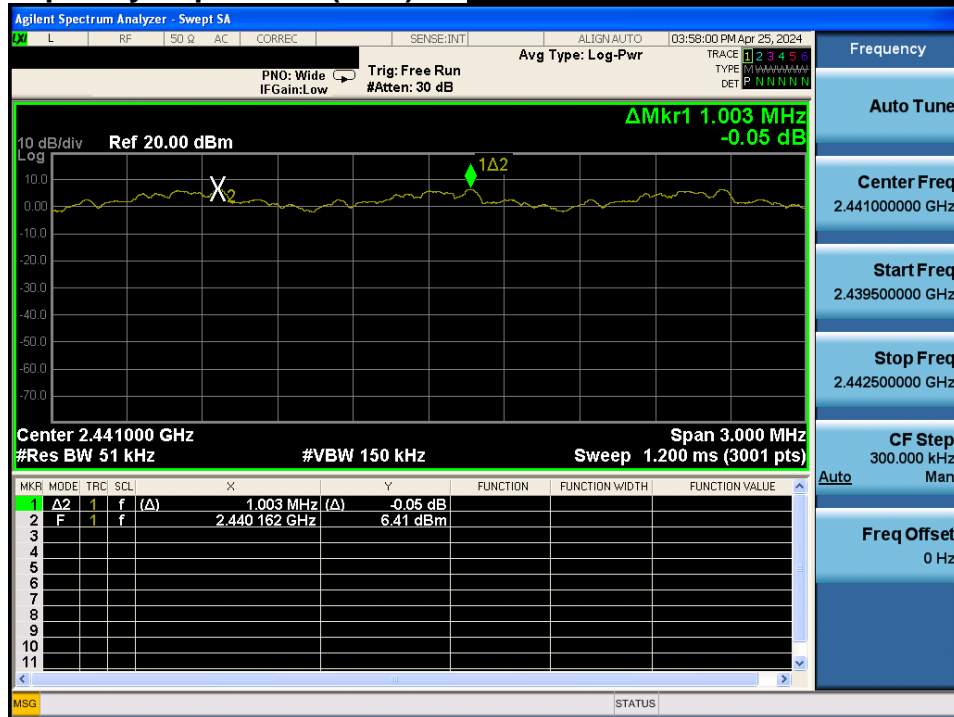 Agilent Spectrum Analyzer - Swept SA
LXI L RF 50 Ω AC CORREC SENSE:INT ALIGN AUTO 03:58:00 PM Apr 25, 2024
Frequency
PNO: Wide Trig: Free Run Avg Type: Log-Pwr TRACE 1 2 3 4 5 6
IFGain:Low #Atten: 30 dB TYPE M
DET P N N N N N
Auto Tune
ΔMkr1 1.003 MHz
-0.05 dB
10 dB/div Ref 20.00 dBm
Log
1Δ2
10.0
X2
0.00
-10.0
-20.0
-30.0
-40.0
-50.0
-60.0
-70.0
Center 2.441000 GHz Span 3.000 MHz
#Res BW 51 kHz #VBW 150 kHz Sweep 1.200 ms (3001 pts)
Center Freq
2.441000000 GHz
Start Freq
2.439500000 GHz
Stop Freq
2.442500000 GHz
CF Step
300.000 kHz
Auto Man
Freq Offset
0 Hz
MKR MODE TRC SCL X Y FUNCTION FUNCTION WIDTH FUNCTION VALUE
1 Δ2 1 f (Δ) 1.003 MHz (Δ) -0.05 dB
2 F 1 f 2.440 162 GHz 6.41 dBm
3
4
5
6
7
8
9
10
11
MSG STATUS